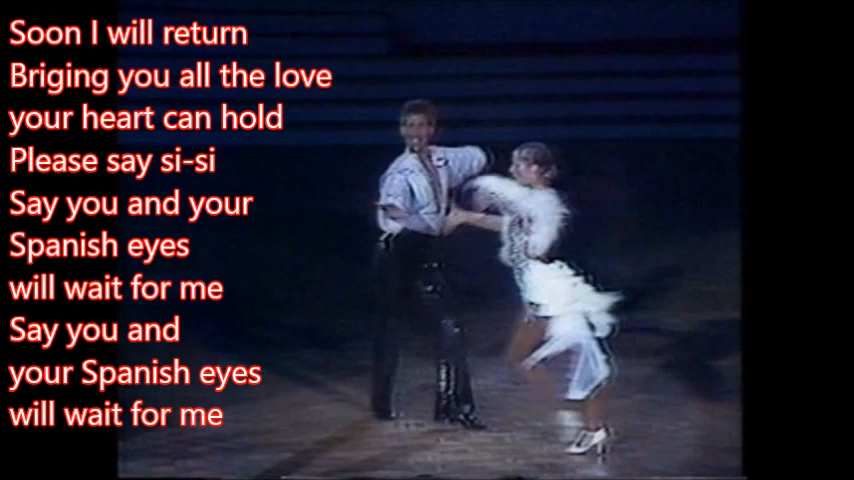 Soon I will return
Briging you all the love
your heart can hold
Please say si-si
Say you and your
Spanish eyes
will wait for me
Say you and
your Spanish eyes
will wait for me